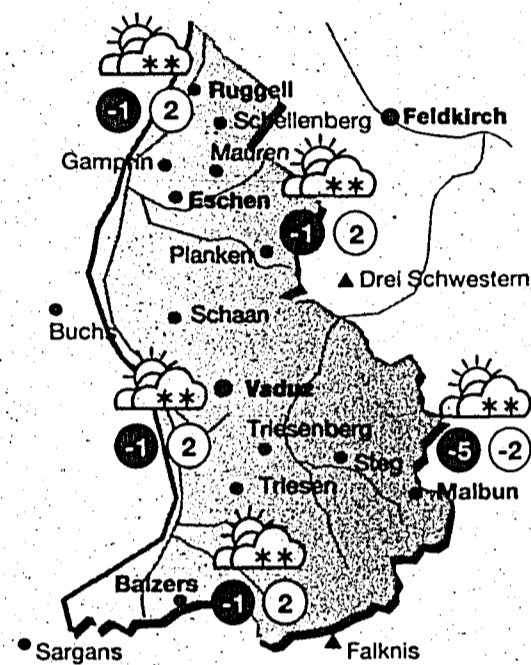 -1 2
Ruggell
Schellenberg
Feldkirch
Gamprin
Mauren
Eschen
-1 2
Planken
Drei Schwestern
Buchs
Schaan
Vaduz
-1 2
Triesenberg
Steg
-5 -2
Triesen
Malbun
Balzers
-1 2
Sargans
Falknis